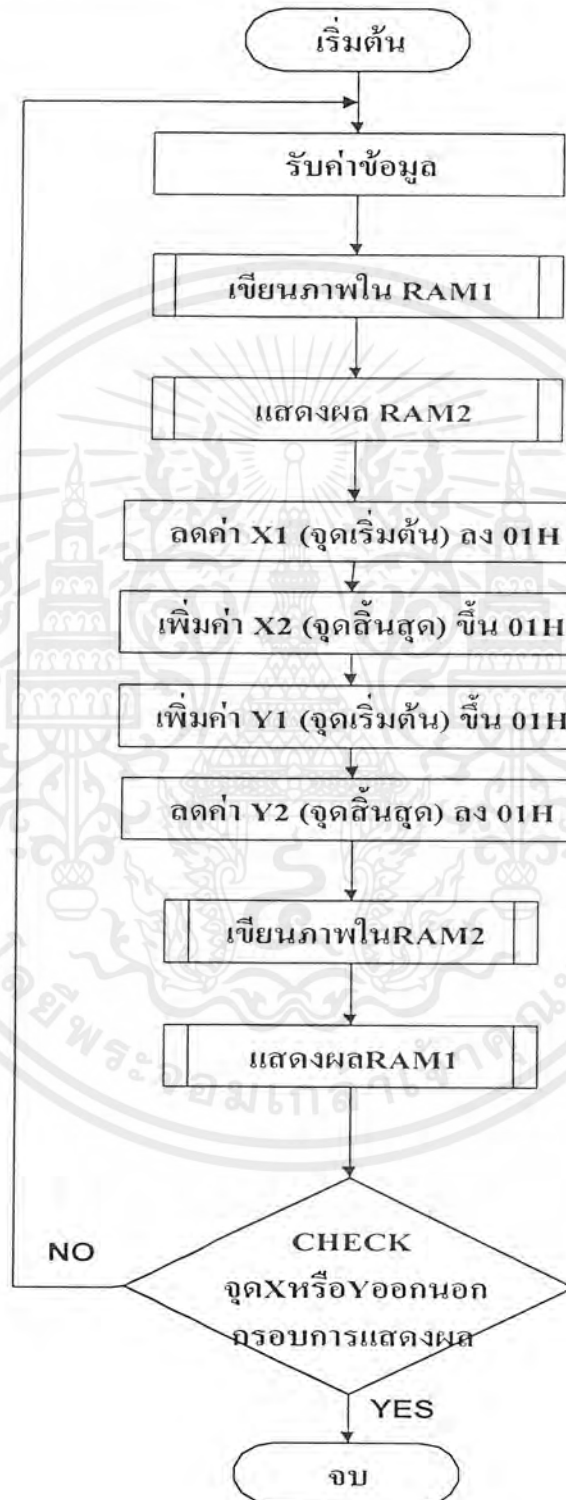 เริ่มต้น
รับค่าข้อมูล
เขียนภาพใน RAM1
แสดงผล RAM2
ลดค่า X1 (จุดเริ่มต้น) ลง 01H
เพิ่มค่า X2 (จุดสิ้นสุด) ขึ้น 01H
เพิ่มค่า Y1 (จุดเริ่มต้น) ขึ้น 01H
ลดค่า Y2 (จุดสิ้นสุด) ลง 01H
เขียนภาพในRAM2
แสดงผลRAM1
NO
CHECK
จุดXหรือYออกนอก
กรอบการแสดงผล
YES
จบ